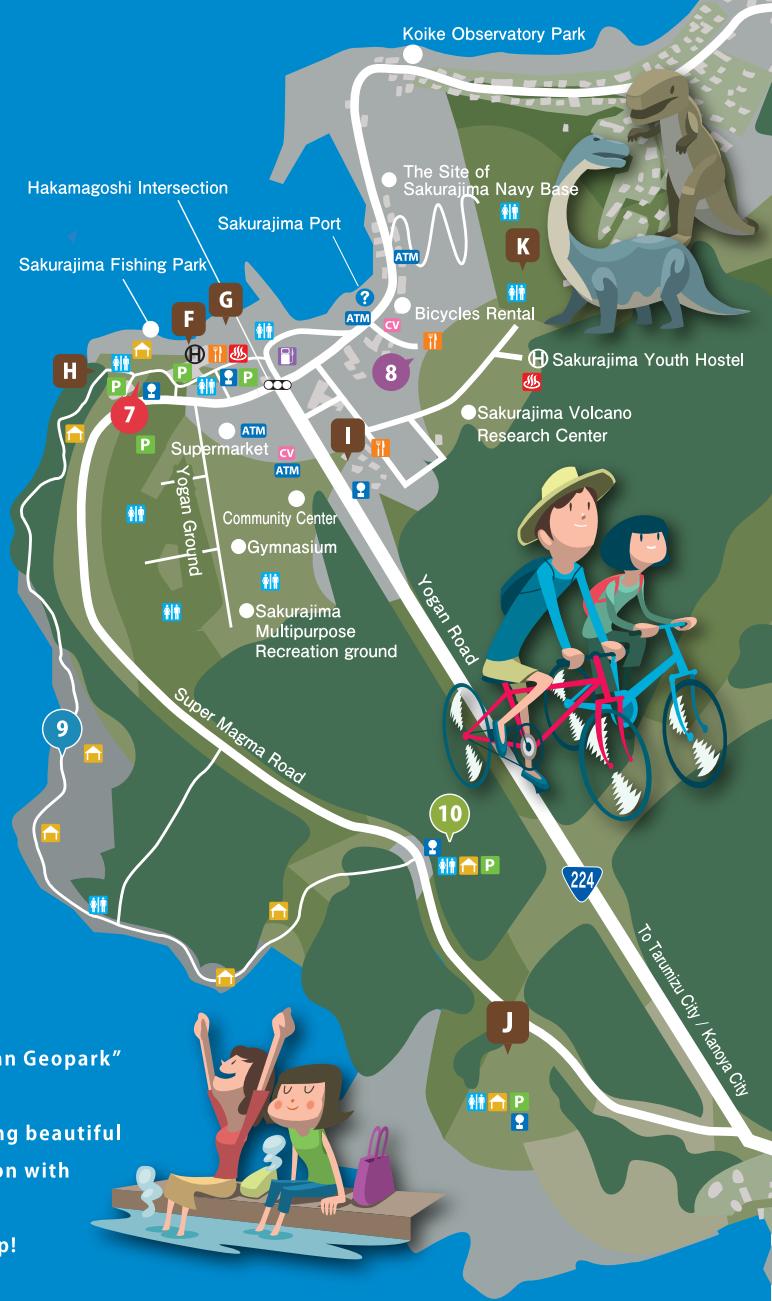 Koike Observatory Park
The Site of
Sakurajima Navy Base
Hakamagoshi Intersection
Sakurajima Port
ATM
K
Sakurajima Fishing Park
G
?
F
ATM
Bicycles Rental
CV
H
H
P
P
P
8
H Sakurajima Youth Hostel
7
Sakurajima Volcano
Research Center
I
P
Supermarket
ATM
CV
ATM
Yogan Ground
Community Center
Gymnasium
Yogan Road
Sakurajima
Multipurpose
Recreation ground
Super Magma Road
9
10
P
224
To Tarumizu City / Kanoya City
J
an Geopark”
P
ng beautiful
on with
p!